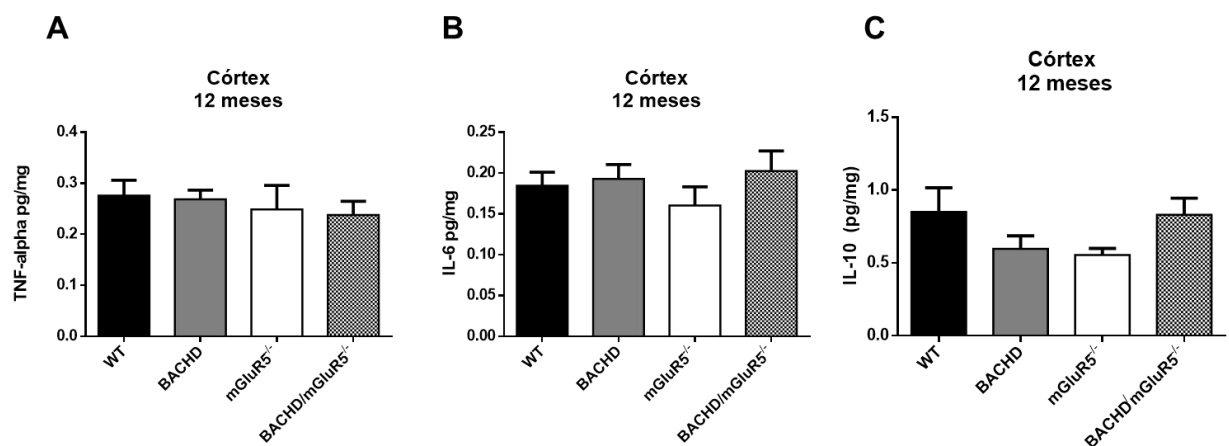 A
Córtex
12 meses
TNF-alpha pg/mg
0.4
0.3
0.2
0.1
0.0
WT
BACHD
mGluR5-/-
BACHD/mGluR5-/-
B
Córtex
12 meses
IL-6 pg/mg
0.25
0.20
0.15
0.10
0.05
0.00
WT
BACHD
mGluR5-/-
BACHD/mGluR5-/-
C
Córtex
12 meses
IL-10 (pg/mg)
1.5
1.0
0.5
0.0
WT
BACHD
mGluR5-/-
BACHD/mGluR5-/-